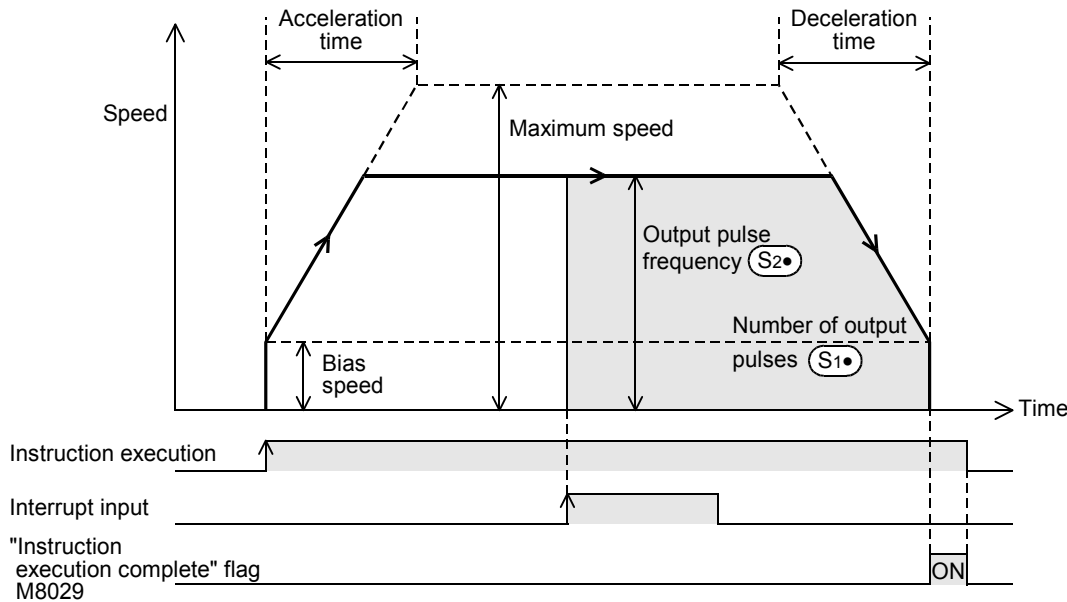 Acceleration
time
Deceleration
time
Speed
Maximum speed
Output pulse
frequency S2•
Number of output
pulses S1•
Bias
speed
Time
Instruction execution
Interrupt input
"Instruction
execution complete" flag
M8029
ON